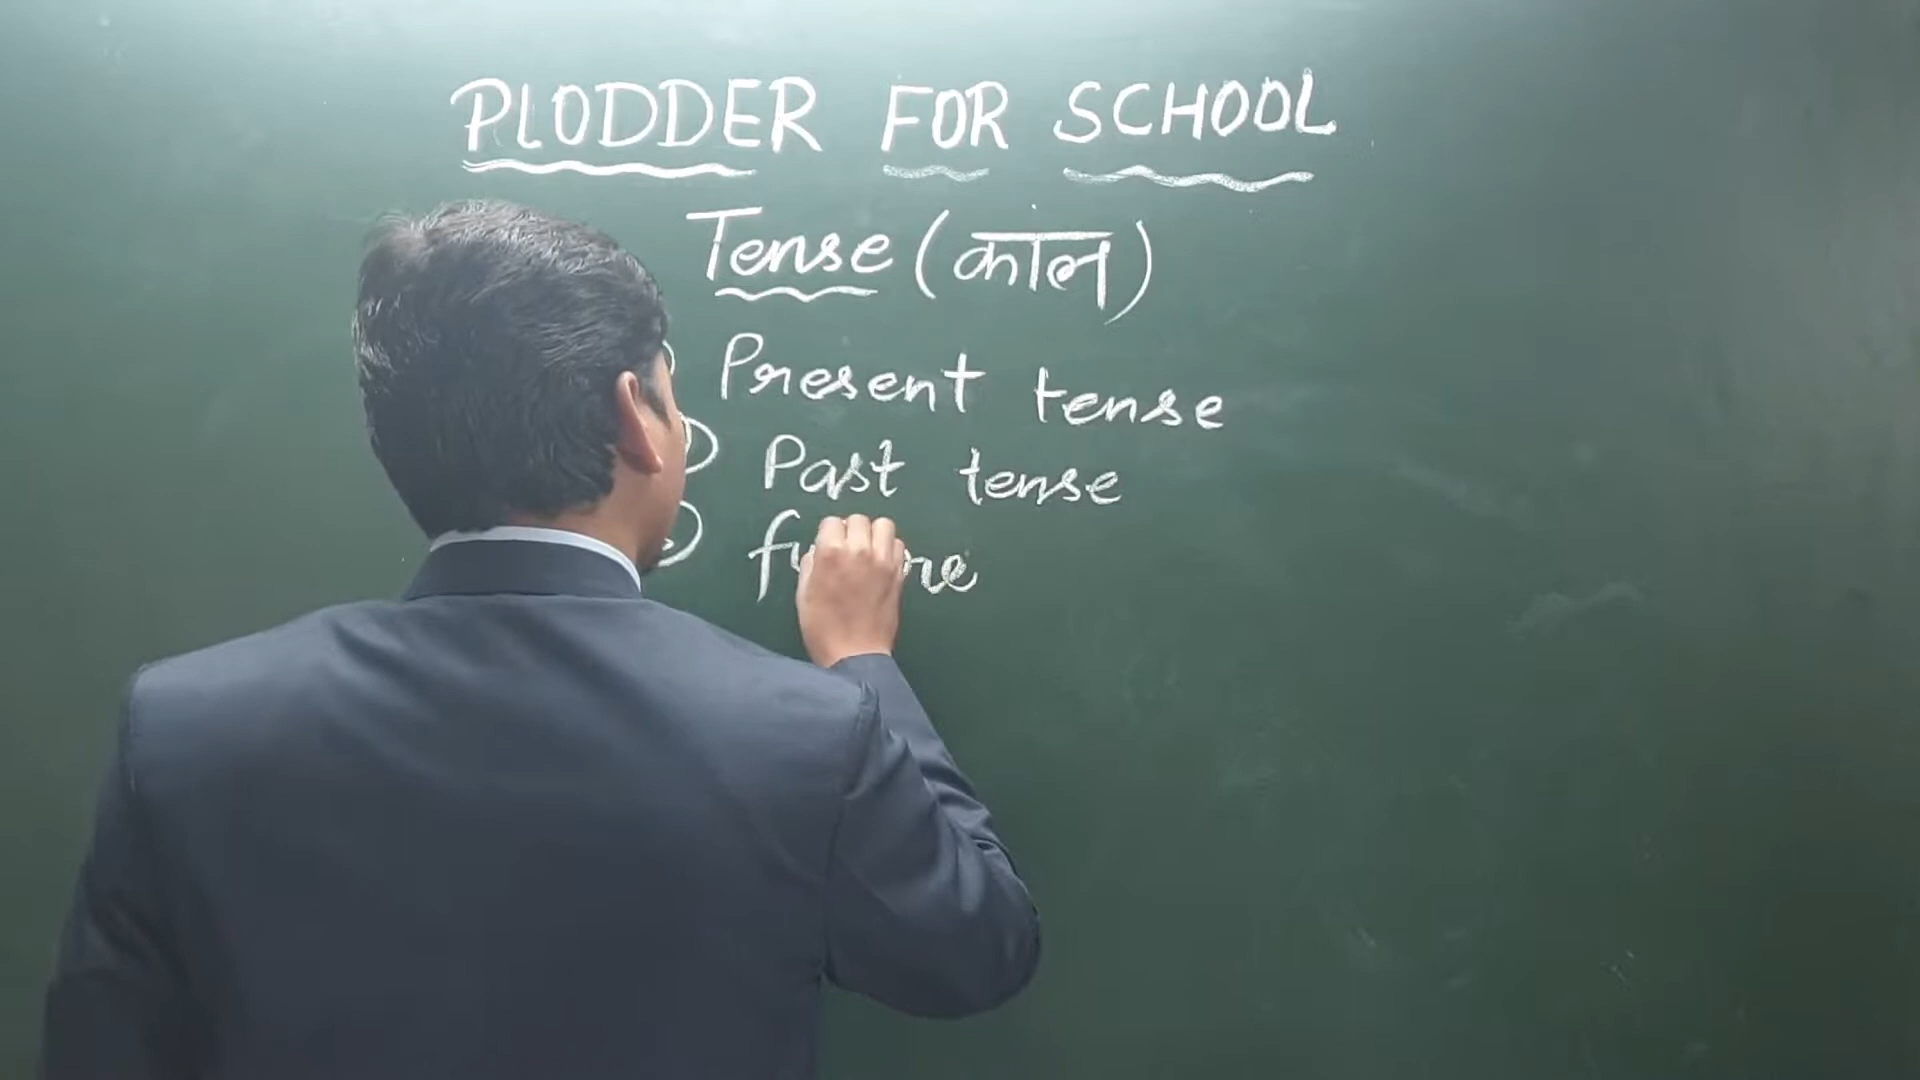 PLODDER FOR SCHOOL
Tense (काल)
Present tense
Past tense